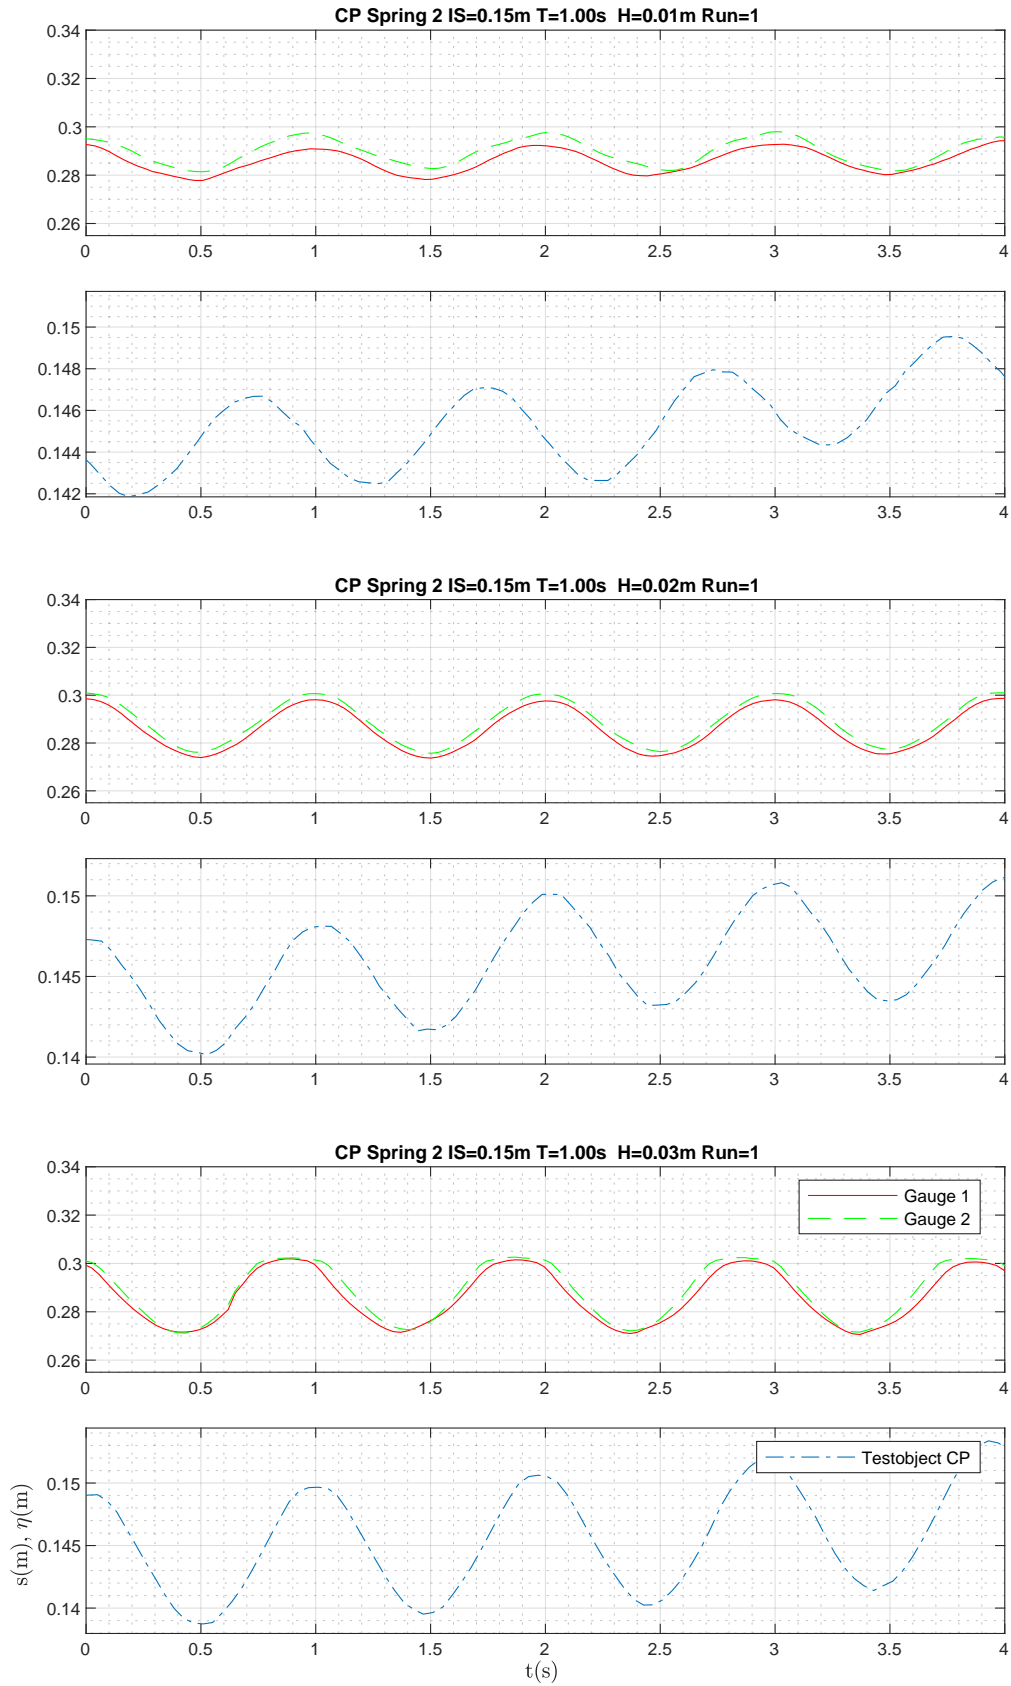 CP Spring 2 IS=0.15m T=1.00s  H=0.01m Run=1
0.34
0.32
0.3
0.28
0.26
0 0.5 1 1.5 2 2.5 3 3.5 4
0.15
0.148
0.146
0.144
0.142
0 0.5 1 1.5 2 2.5 3 3.5 4
CP Spring 2 IS=0.15m T=1.00s  H=0.02m Run=1
0.34
0.32
0.3
0.28
0.26
0 0.5 1 1.5 2 2.5 3 3.5 4
0.15
0.145
0.14
0 0.5 1 1.5 2 2.5 3 3.5 4
CP Spring 2 IS=0.15m T=1.00s  H=0.03m Run=1
0.34
Gauge 1
0.32
Gauge 2
0.3
0.28
0.26
0 0.5 1 1.5 2 2.5 3 3.5 4
Testobject CP
0.15
0.145
0.14
s(m), η(m)
0 0.5 1 1.5 2 2.5 3 3.5 4
t(s)